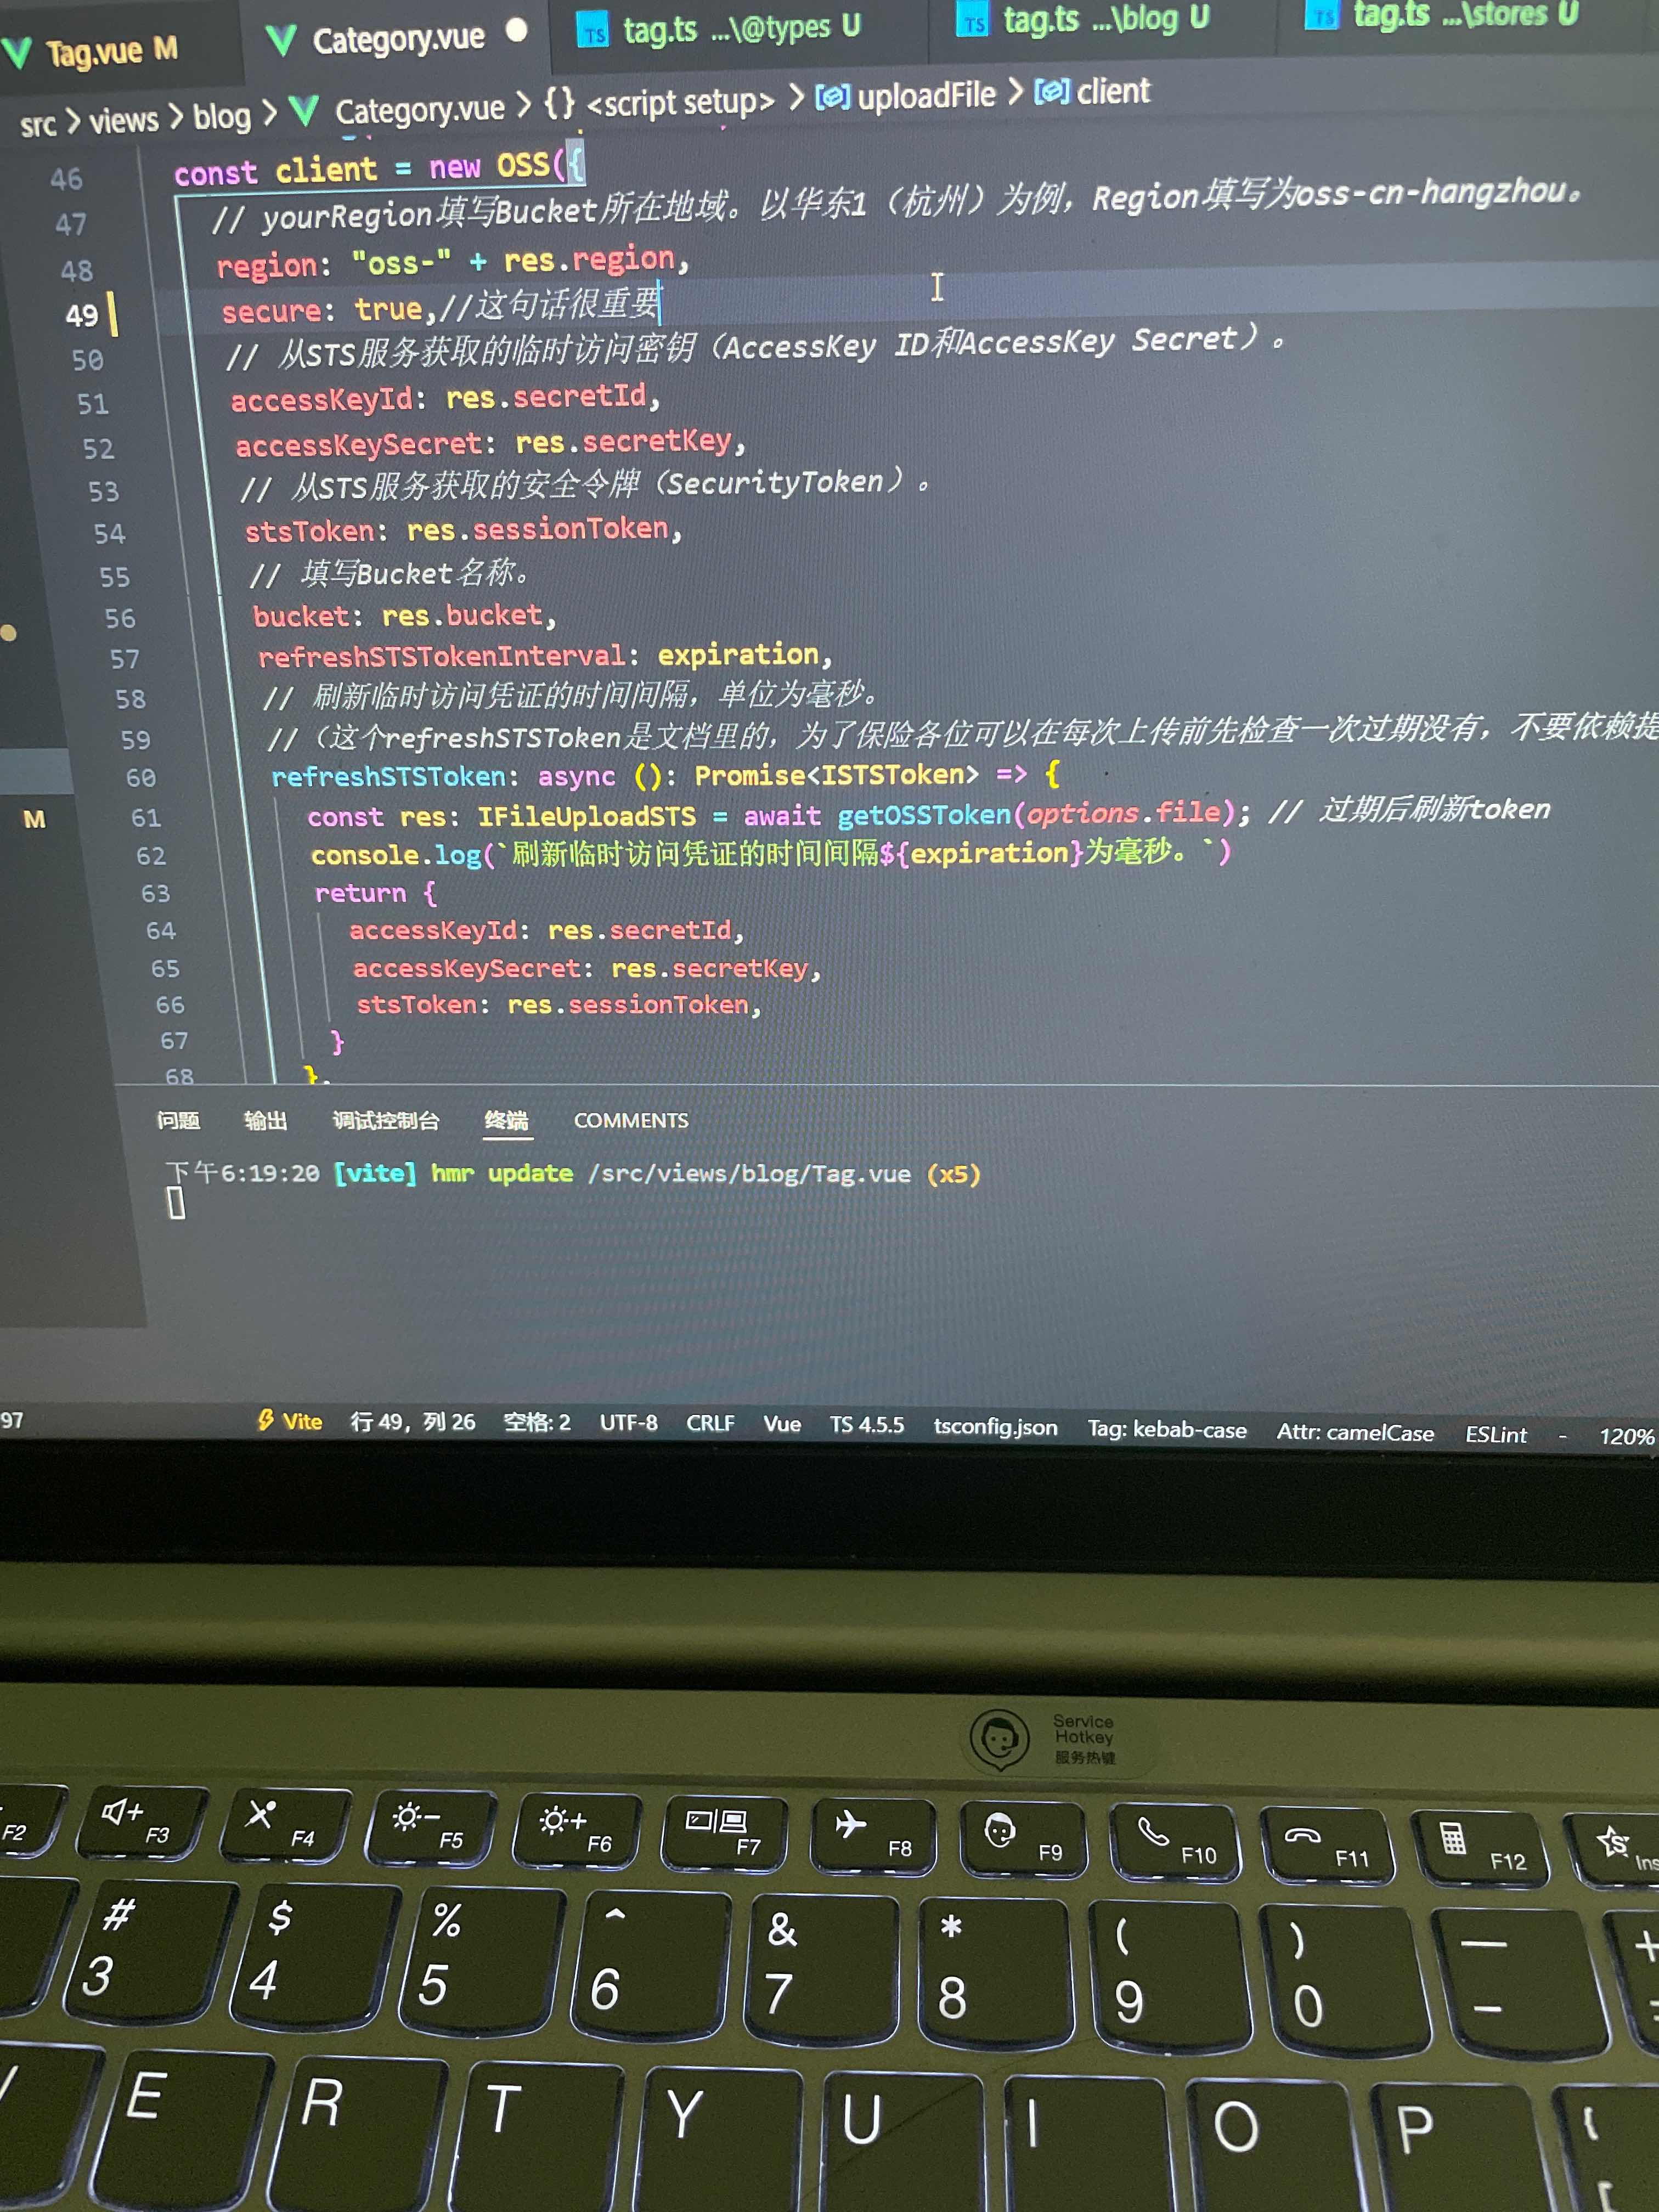 Tag.vue M
Category.vue
TS tag.ts ...\@types U
TS tag.ts ...\blog U
TS tag.ts ...\stores U
src > views > blog > Category.vue > {} <script setup> > uploadFile > client
46 const client = new OSS({
47 // yourRegion填写Bucket所在地域。以华东1（杭州）为例，Region填写为oss-cn-hangzhou。
48 region: "oss-" + res.region,
49 secure: true,//这句话很重要
50 // 从STS服务获取的临时访问密钥（AccessKey ID和AccessKey Secret）。
51 accessKeyId: res.secretId,
52 accessKeySecret: res.secretKey,
53 // 从STS服务获取的安全令牌（SecurityToken）。
54 stsToken: res.sessionToken,
55 // 填写Bucket名称。
56 bucket: res.bucket,
57 refreshSTSTokenInterval: expiration,
58 // 刷新临时访问凭证的时间间隔，单位为毫秒。
59 //（这个refreshSTSToken是文档里的，为了保险各位可以在每次上传前先检查一次过期没有，不要依赖提
60 refreshSTSToken: async (): Promise<ISTSToken> => {
61 const res: IFileUploadSTS = await getOSSToken(options.file); // 过期后刷新token
62 console.log(`刷新临时访问凭证的时间间隔${expiration}为毫秒。`)
63 return {
64 accessKeyId: res.secretId,
65 accessKeySecret: res.secretKey,
66 stsToken: res.sessionToken,
67 }
68 },
M
问题 输出 调试控制台 终端 COMMENTS
下午6:19:20 [vite] hmr update /src/views/blog/Tag.vue (x5)
97 Vite 行 49，列 26 空格: 2 UTF-8 CRLF Vue TS 4.5.5 tsconfig.json Tag: kebab-case Attr: camelCase ESLint - 120%
Service
Hotkey
服务热键
F2 F3 F4 F5 F6 F7 F8 F9 F10 F11 F12 Ins
# $ % ^ & * ( ) — +
3 4 5 6 7 8 9 0 -
E R T Y U I O P {
[